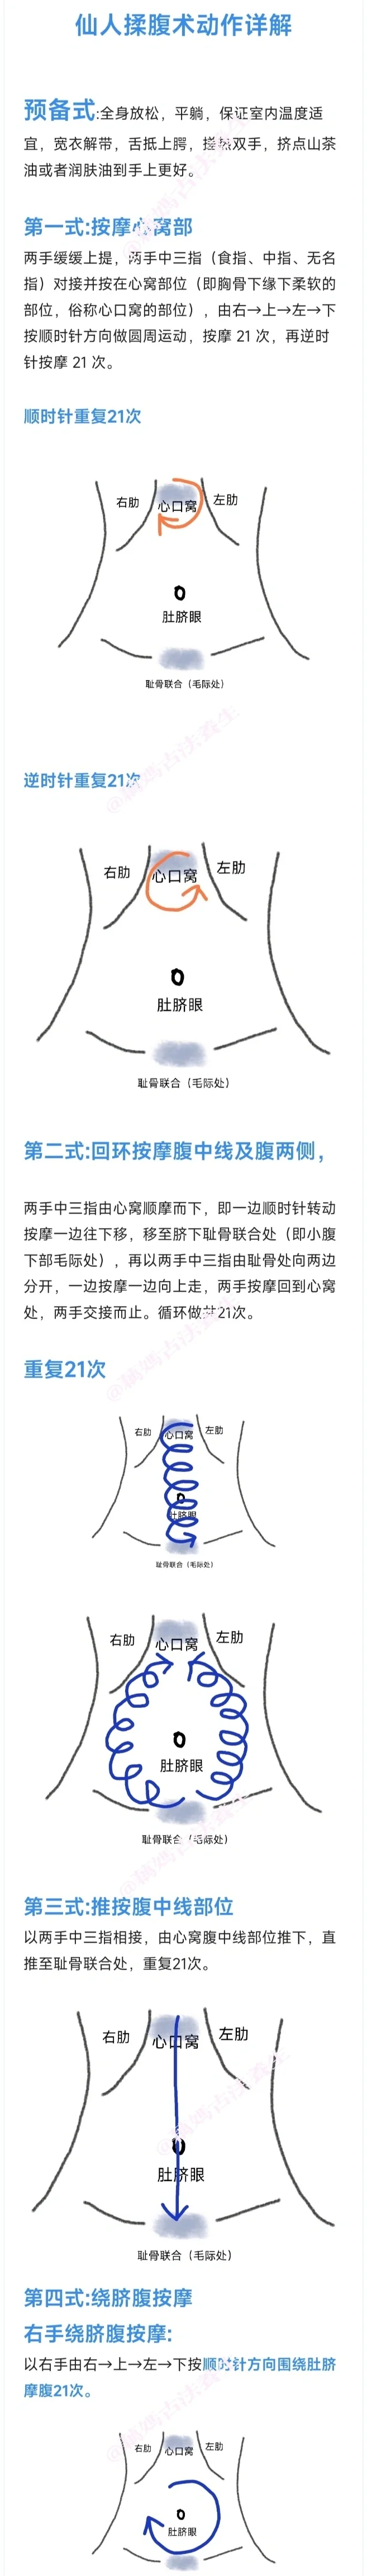 仙人揉腹术动作详解
预备式:全身放松，平躺，保证室内温度适
宜，宽衣解带，舌抵上腭，搓热双手，挤点山茶
油或者润肤油到手上更好。
第一式:按摩心窝部
两手缓缓上提，两手中三指（食指、中指、无名
指）对接并按在心窝部位（即胸骨下缘下柔软的
部位，俗称心口窝的部位），由右→上→左→下
按顺时针方向做圆周运动，按摩 21 次，再逆时
针按摩 21 次。
顺时针重复21次
右肋 心口窝 左肋
肚脐眼
耻骨联合（毛际处）
逆时针重复21次
右肋 心口窝 左肋
肚脐眼
耻骨联合（毛际处）
第二式:回环按摩腹中线及腹两侧，
两手中三指由心窝顺摩而下，即一边顺时针转动
按摩一边往下移，移至脐下耻骨联合处（即小腹
下部毛际处），再以两手中三指由耻骨处向两边
分开，一边按摩一边向上走，两手按摩回到心窝
处，两手交接而止。循环做共21次。
重复21次
右肋 心口窝 左肋
肚脐眼
耻骨联合（毛际处）
右肋 心口窝 左肋
肚脐眼
耻骨联合（毛际处）
第三式:推按腹中线部位
以两手中三指相接，由心窝腹中线部位推下，直
推至耻骨联合处，重复21次。
右肋 心口窝 左肋
肚脐眼
耻骨联合（毛际处）
第四式:绕脐腹按摩
右手绕脐腹按摩:
以右手由右→上→左→下按顺时针方向围绕肚脐
摩腹21次。
右肋 心口窝 左肋
肚脐眼